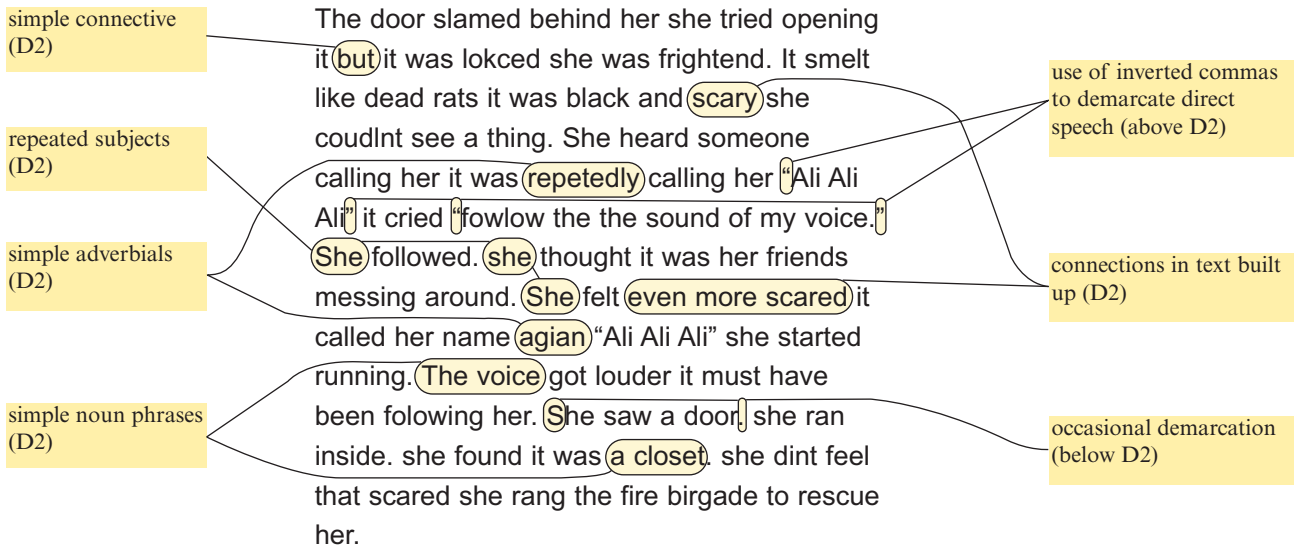 simple connective
(D2)
repeated subjects
(D2)
simple adverbials
(D2)
simple noun phrases
(D2)
The door slamed behind her she tried opening
it but it was lokced she was frightend. It smelt
like dead rats it was black and scary she
coudlnt see a thing. She heard someone
calling her it was repetedly calling her “Ali Ali
Ali” it cried “fowlow the the sound of my voice.”
She followed. she thought it was her friends
messing around. She felt even more scared it
called her name agian “Ali Ali Ali” she started
running. The voice got louder it must have
been folowing her. She saw a door. she ran
inside. she found it was a closet. she dint feel
that scared she rang the fire birgade to rescue
her.
use of inverted commas
to demarcate direct
speech (above D2)
connections in text built
up (D2)
occasional demarcation
(below D2)